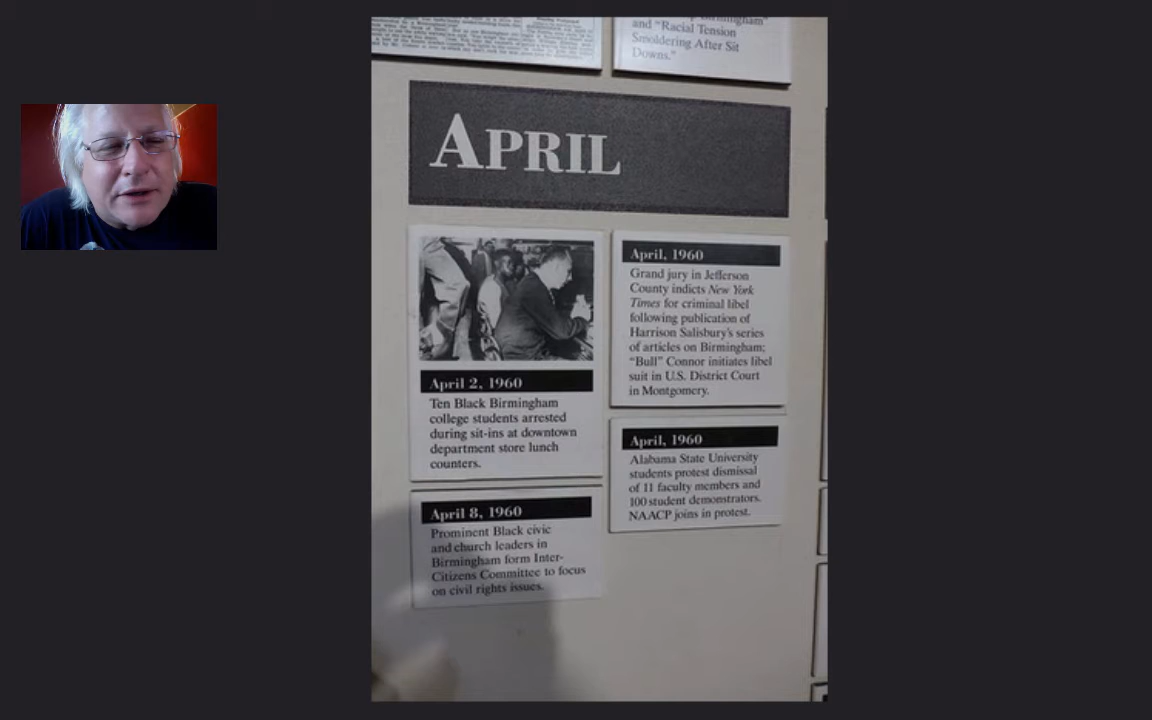 Birmingham"
and "Racial Tension
Smoldering After Sit
Downs."
APRIL
April 2, 1960
Ten Black Birmingham
college students arrested
during sit-ins at downtown
department store lunch
counters.
April 8, 1960
Prominent Black civic
and church leaders in
Birmingham form Inter-
Citizens Committee to focus
on civil rights issues.
April, 1960
Grand jury in Jefferson
County indicts New York
Times for criminal libel
following publication of
Harrison Salisbury's series
of articles on Birmingham;
"Bull" Connor initiates libel
suit in U.S. District Court
in Montgomery.
April, 1960
Alabama State University
students protest dismissal
of 11 faculty members and
100 student demonstrators.
NAACP joins in protest.